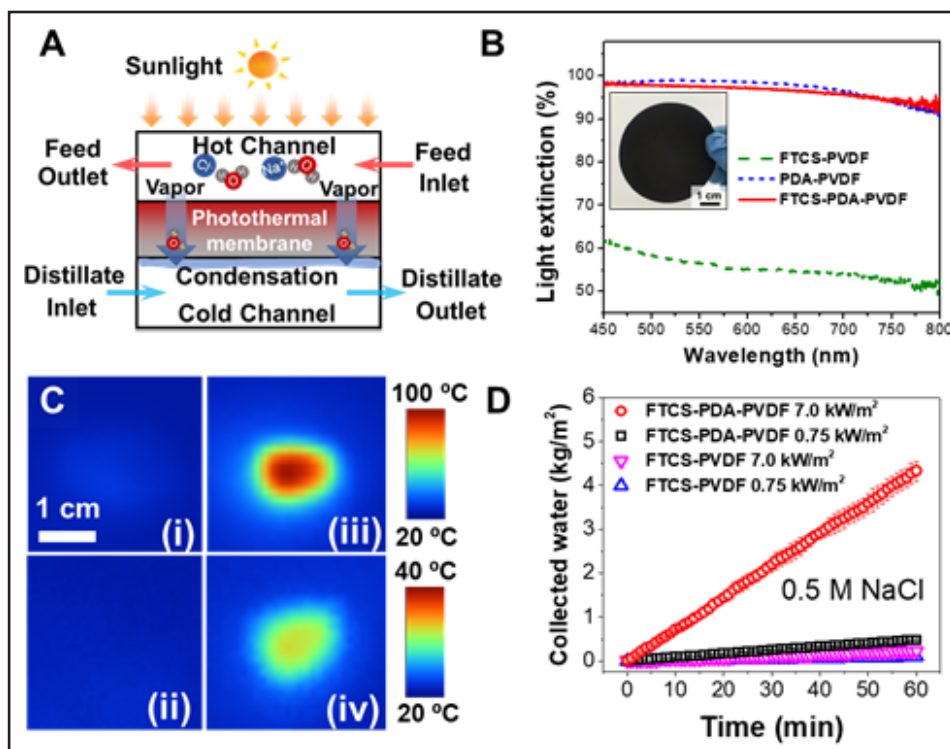 A
Sunlight
Hot Channel
Feed
Outlet
Feed
Inlet
Cl
Na+
H
H
O
H
H
O
Vapor
Vapor
Photothermal
membrane
O
O
Condensation
Distillate
Inlet
Distillate
Outlet
Cold Channel
B
Light extinction (%)
100
90
80
70
60
50
1 cm
FTCS-PVDF
PDA-PVDF
FTCS-PDA-PVDF
450 500 550 600 650 700 750 800
Wavelength (nm)
C
1 cm
(i)
(iii)
100 ºC
20 ºC
(ii)
(iv)
40 ºC
20 ºC
D
Collected water (kg/m²)
6
5
4
3
2
1
0
FTCS-PDA-PVDF 7.0 kW/m²
FTCS-PDA-PVDF 0.75 kW/m²
FTCS-PVDF 7.0 kW/m²
FTCS-PVDF 0.75 kW/m²
0.5 M NaCl
0 10 20 30 40 50 60
Time (min)